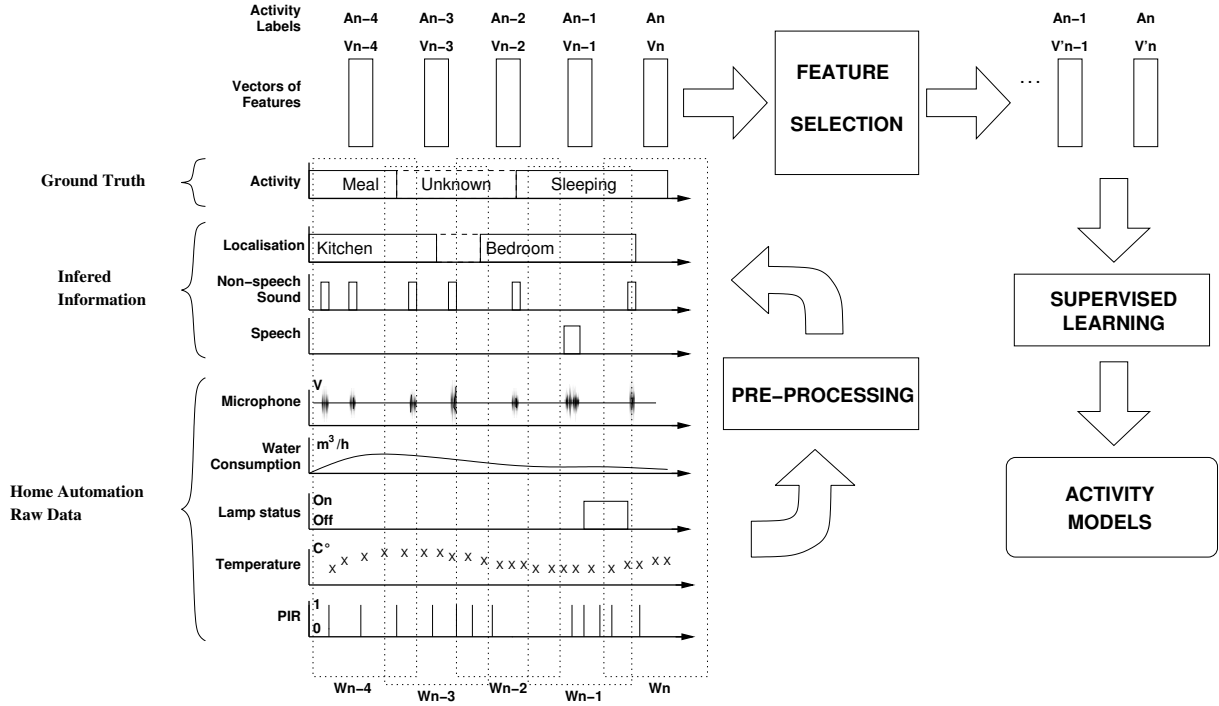 Activity Labels
An−4 An−3 An−2 An−1 An
Vn−4 Vn−3 Vn−2 Vn−1 Vn
Vectors of Features
FEATURE SELECTION
...
An−1 An
V'n−1 V'n
Ground Truth
Activity
Meal Unknown Sleeping
Infered Information
Localisation
Kitchen Bedroom
Non−speech Sound
Speech
Home Automation Raw Data
Microphone
V
Water Consumption
m³/h
Lamp status
On
Off
Temperature
C°
x x x x x x x x x x x x x x x x x x x x x x x x
PIR
1
0
Wn−4 Wn−3 Wn−2 Wn−1 Wn
PRE−PROCESSING
SUPERVISED LEARNING
ACTIVITY MODELS